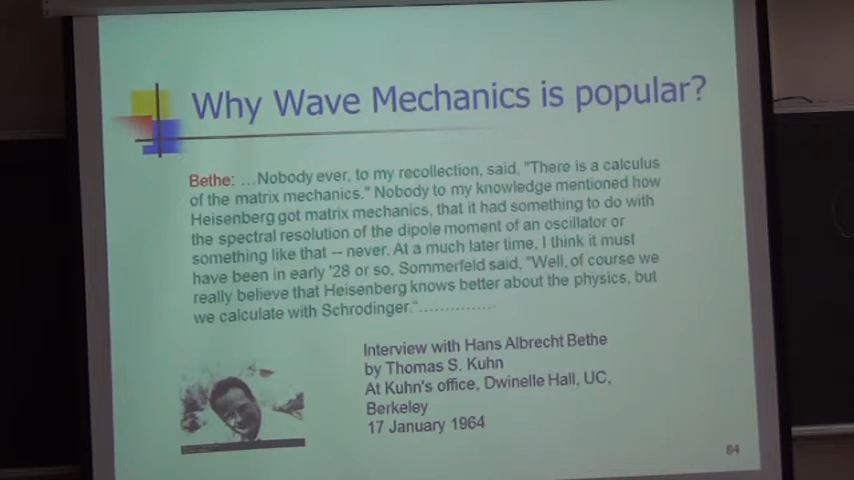 Why Wave Mechanics is popular?
Bethe: ...Nobody ever, to my recollection, said, "There is a calculus
of the matrix mechanics." Nobody to my knowledge mentioned how
Heisenberg got matrix mechanics, that it had something to do with
the spectral resolution of the dipole moment of an oscillator or
something like that -- never. At a much later time, I think it must
have been in early '28 or so, Sommerfeld said, "Well, of course we
really believe that Heisenberg knows better about the physics, but
we calculate with Schrodinger."..............
Interview with Hans Albrecht Bethe
by Thomas S. Kuhn
At Kuhn's office, Dwinelle Hall, UC,
Berkeley
17 January 1964
84